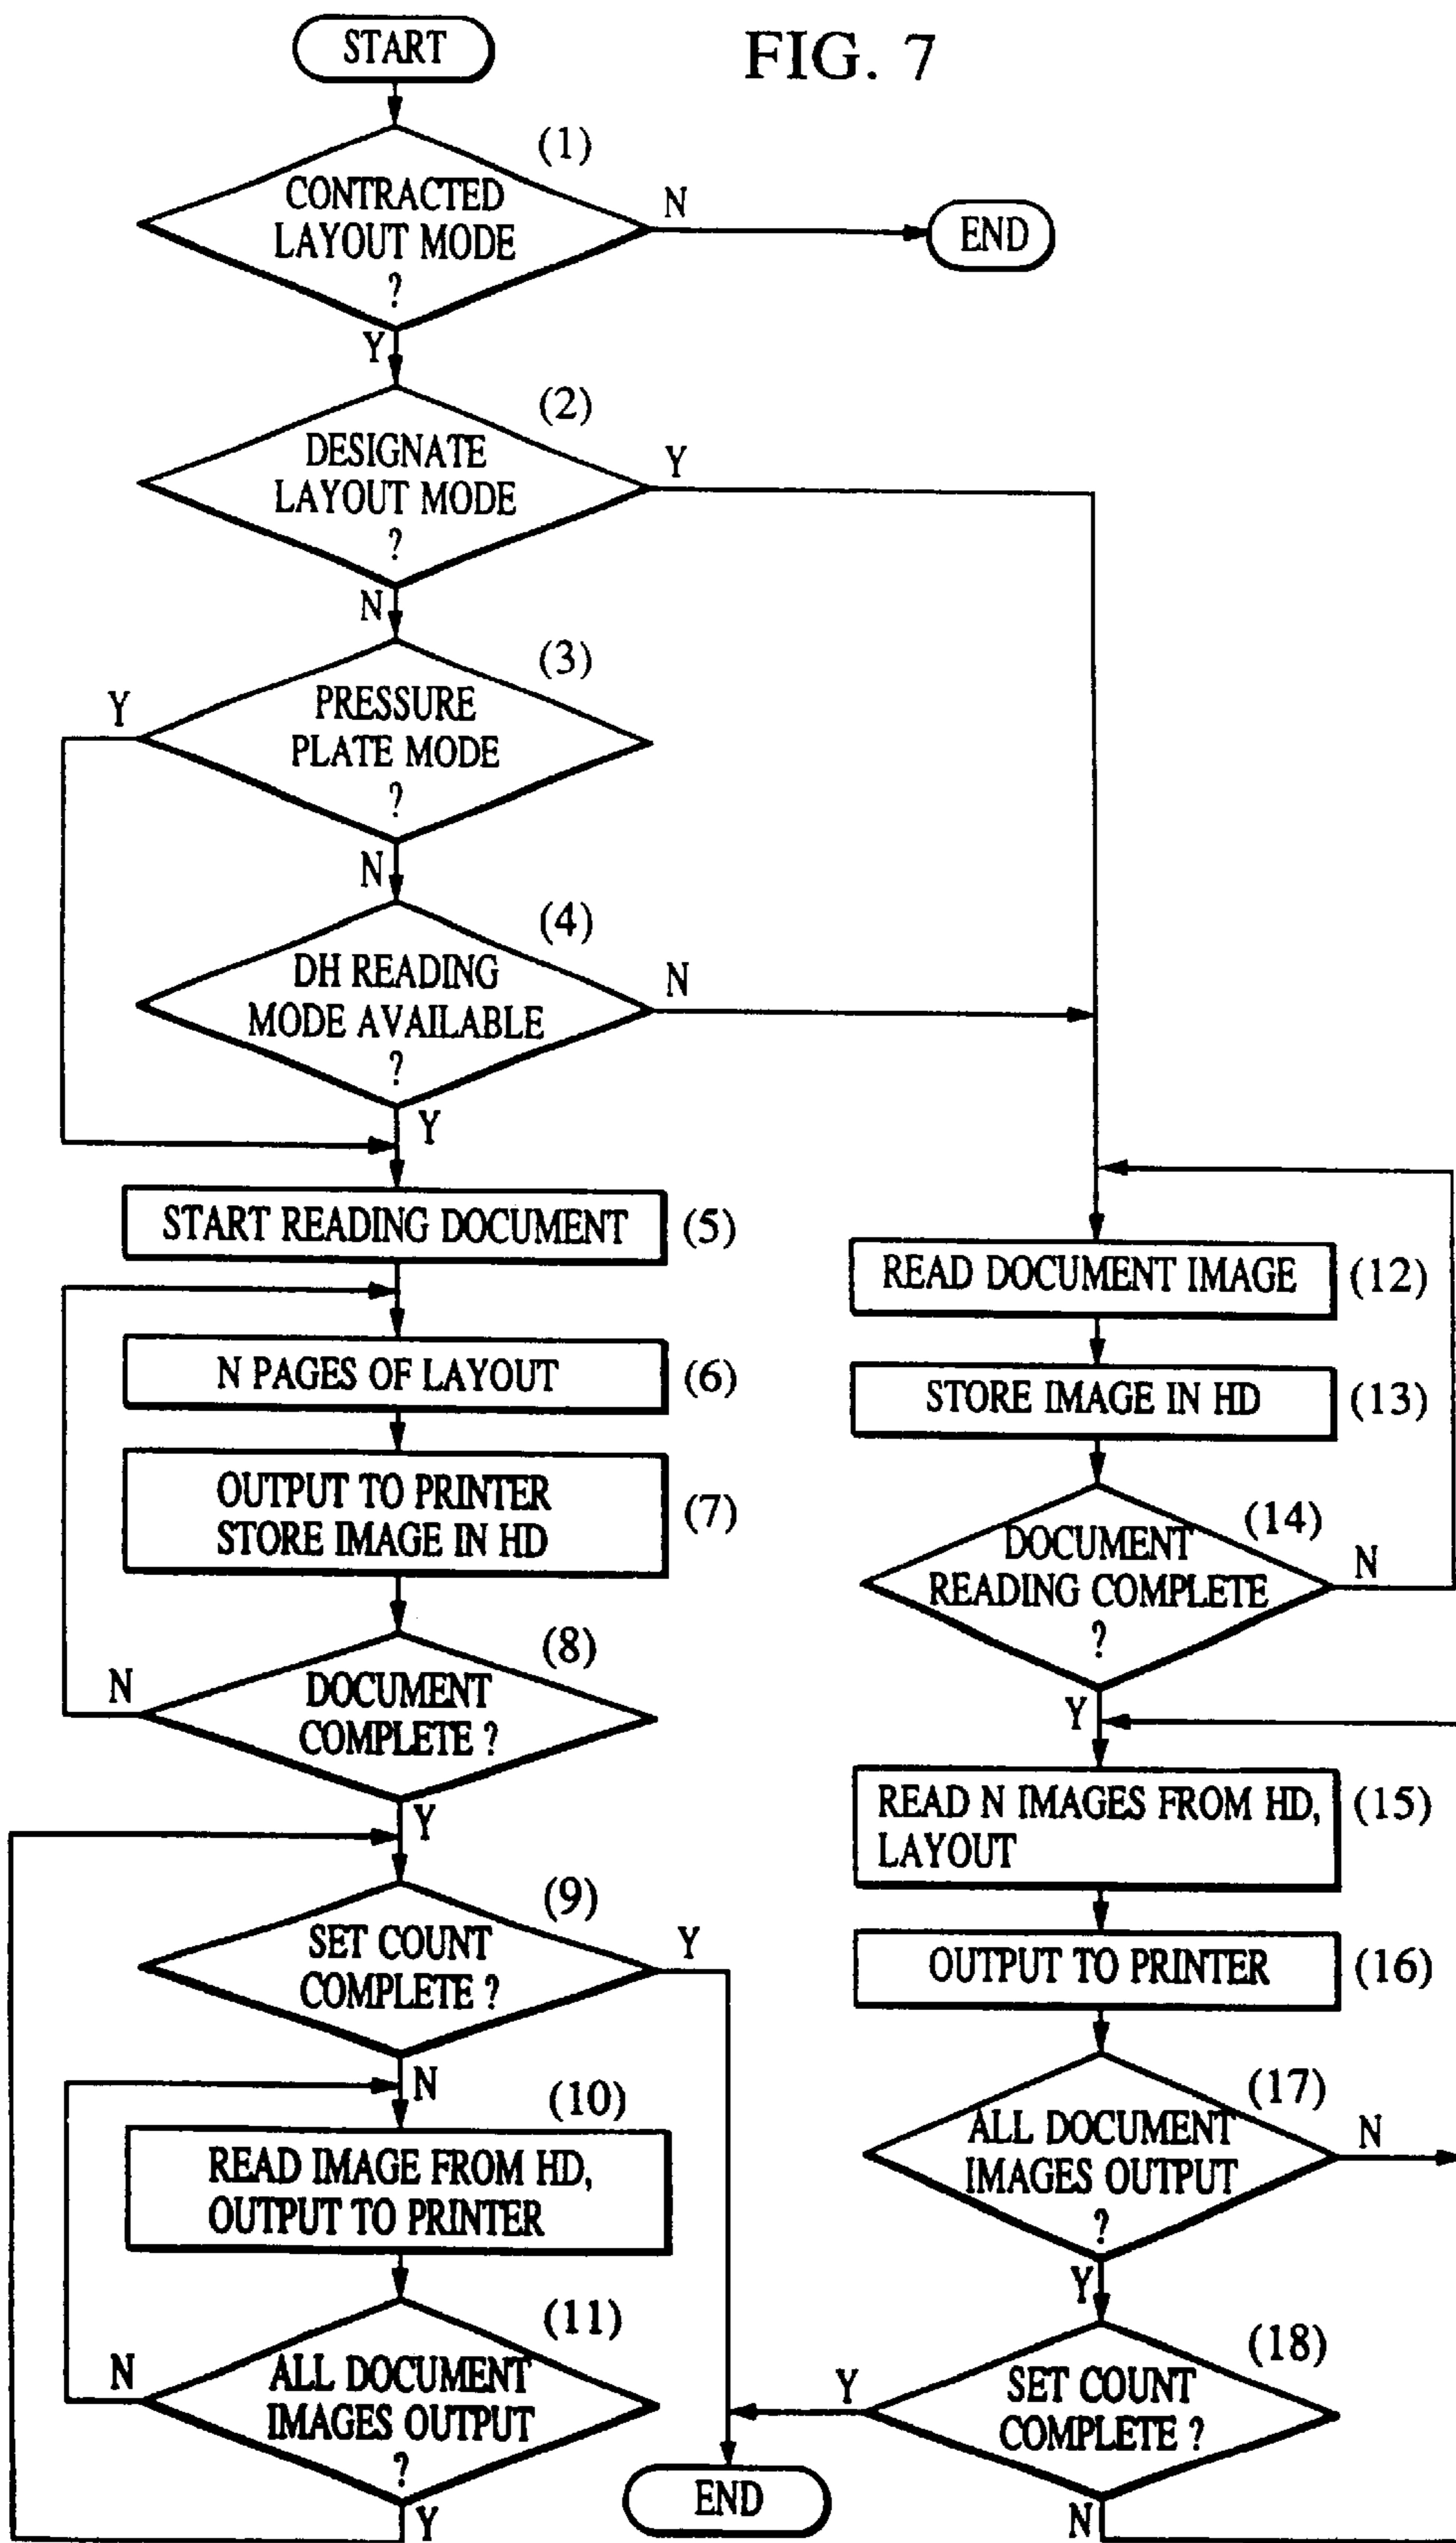 FIG. 7
START
(1)
CONTRACTED
LAYOUT MODE
?
N
END
Y
(2)
DESIGNATE
LAYOUT MODE
?
Y
N
(3)
Y
PRESSURE
PLATE MODE
?
N
(4)
DH READING
MODE AVAILABLE
?
N
Y
START READING DOCUMENT
(5)
N PAGES OF LAYOUT
(6)
OUTPUT TO PRINTER
STORE IMAGE IN HD
(7)
(8)
N
DOCUMENT
COMPLETE ?
Y
(9)
SET COUNT
COMPLETE ?
Y
N
(10)
READ IMAGE FROM HD,
OUTPUT TO PRINTER
(11)
N
ALL DOCUMENT
IMAGES OUTPUT
?
Y
END
READ DOCUMENT IMAGE
(12)
STORE IMAGE IN HD
(13)
(14)
DOCUMENT
READING COMPLETE
?
N
Y
READ N IMAGES FROM HD,
LAYOUT
(15)
OUTPUT TO PRINTER
(16)
(17)
ALL DOCUMENT
IMAGES OUTPUT
?
N
Y
(18)
Y
SET COUNT
COMPLETE ?
N